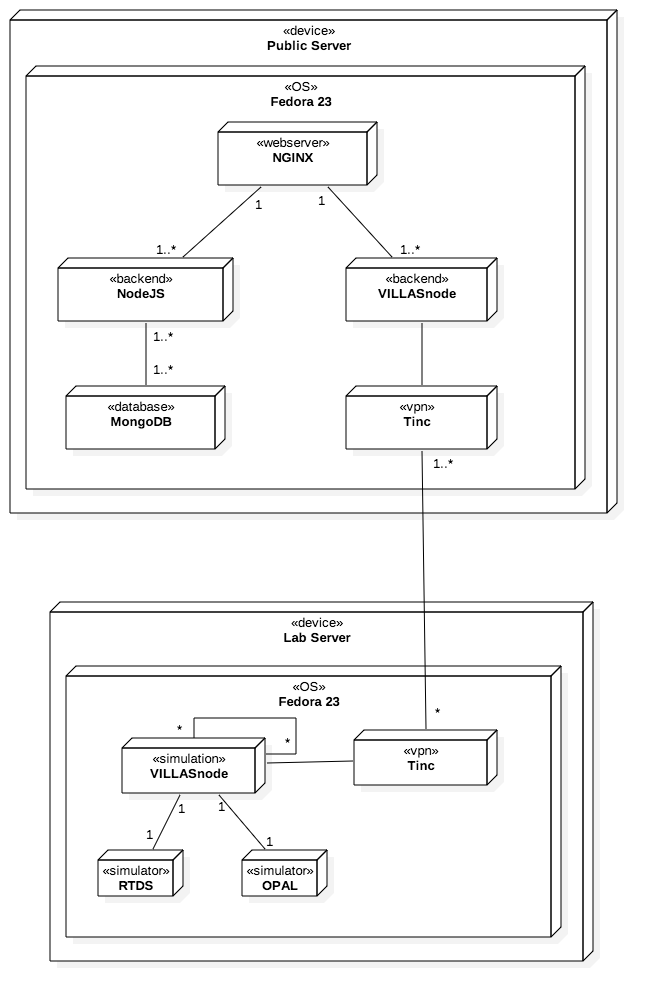 «device»
Public Server
«OS»
Fedora 23
«webserver»
NGINX
1
1
1..*
1..*
«backend»
NodeJS
«backend»
VILLASnode
1..*
1..*
«database»
MongoDB
«vpn»
Tinc
1..*
«device»
Lab Server
«OS»
Fedora 23
*
*
*
«simulation»
VILLASnode
«vpn»
Tinc
1
1
1
1
«simulator»
RTDS
«simulator»
OPAL